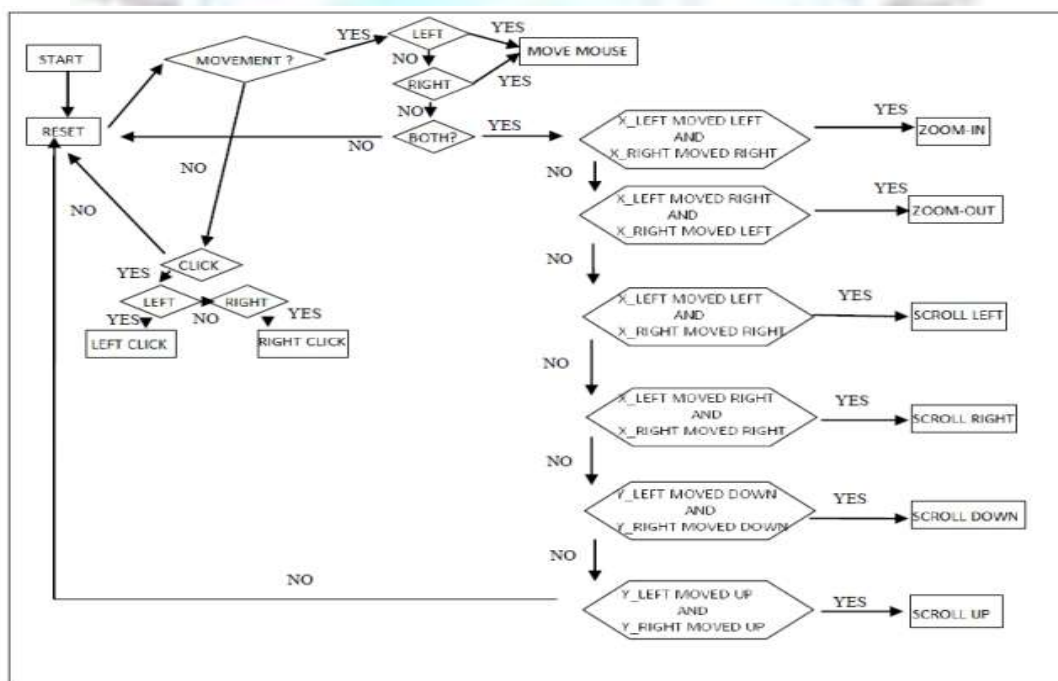 START
RESET
MOVEMENT ?
YES
LEFT
YES
MOVE MOUSE
NO
RIGHT
YES
NO
BOTH?
NO
YES
X_LEFT MOVED LEFT
AND
X_RIGHT MOVED RIGHT
YES
ZOOM-IN
NO
X_LEFT MOVED RIGHT
AND
X_RIGHT MOVED LEFT
YES
ZOOM-OUT
NO
X_LEFT MOVED LEFT
AND
X_RIGHT MOVED RIGHT
YES
SCROLL LEFT
NO
X_LEFT MOVED RIGHT
AND
X_RIGHT MOVED RIGHT
YES
SCROLL RIGHT
NO
Y_LEFT MOVED DOWN
AND
Y_RIGHT MOVED DOWN
YES
SCROLL DOWN
NO
Y_LEFT MOVED UP
AND
Y_RIGHT MOVED UP
YES
SCROLL UP
NO
NO
NO
CLICK
YES
LEFT
NO
RIGHT
YES
LEFT CLICK
YES
RIGHT CLICK